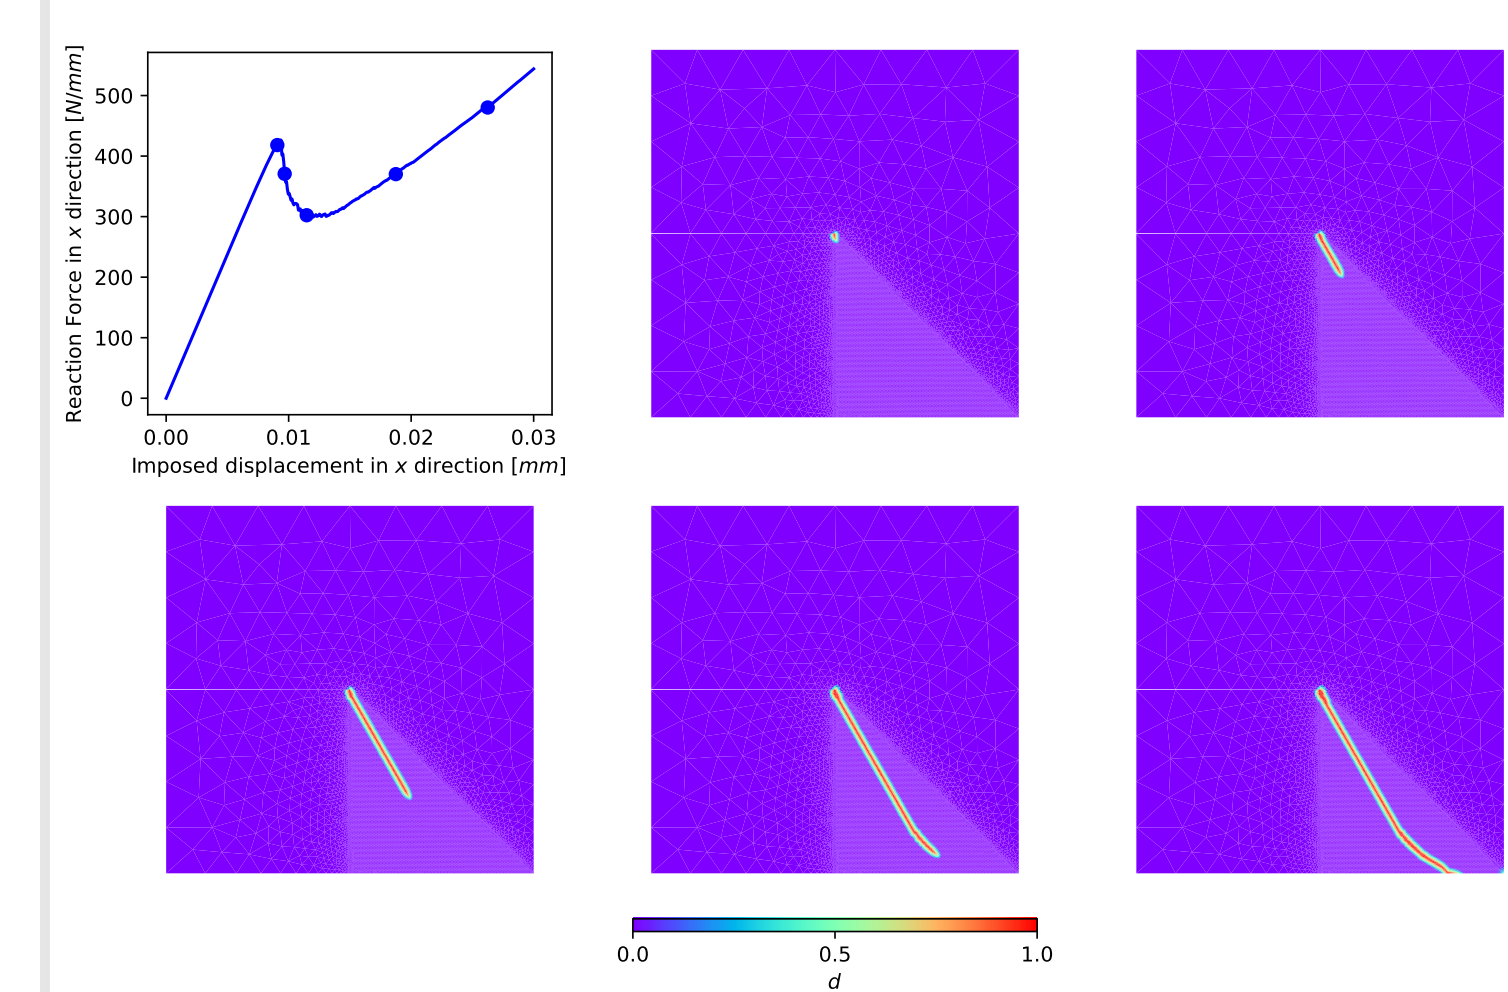 Reaction Force in x direction [N/mm]
500
400
300
200
100
0
0.00 0.01 0.02 0.03
Imposed displacement in x direction [mm]
0.0 0.5 1.0
d